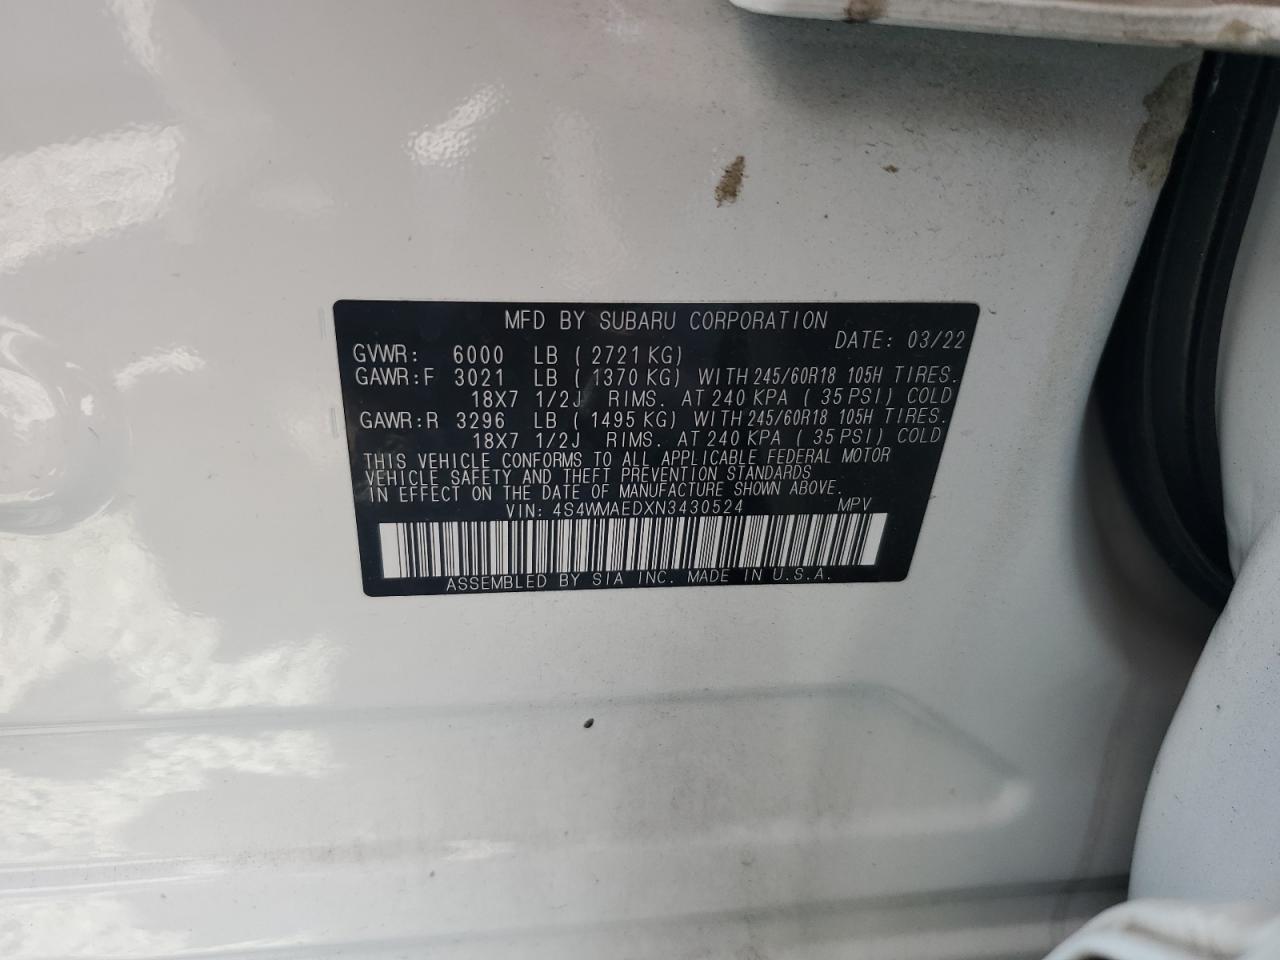 MFD BY SUBARU CORPORATION
DATE: 03/22
GVWR: 6000 LB ( 2721 KG)
GAWR:F 3021 LB ( 1370 KG) WITH 245/60R18 105H TIRES.
18X7 1/2J RIMS. AT 240 KPA ( 35 PSI) COLD
GAWR:R 3296 LB ( 1495 KG) WITH 245/60R18 105H TIRES.
18X7 1/2J RIMS. AT 240 KPA ( 35 PSI) COLD
THIS VEHICLE CONFORMS TO ALL APPLICABLE FEDERAL MOTOR
VEHICLE SAFETY AND THEFT PREVENTION STANDARDS
IN EFFECT ON THE DATE OF MANUFACTURE SHOWN ABOVE.
VIN: 4S4WMAEDXN3430524 MPV
ASSEMBLED BY SIA INC. MADE IN U.S.A.